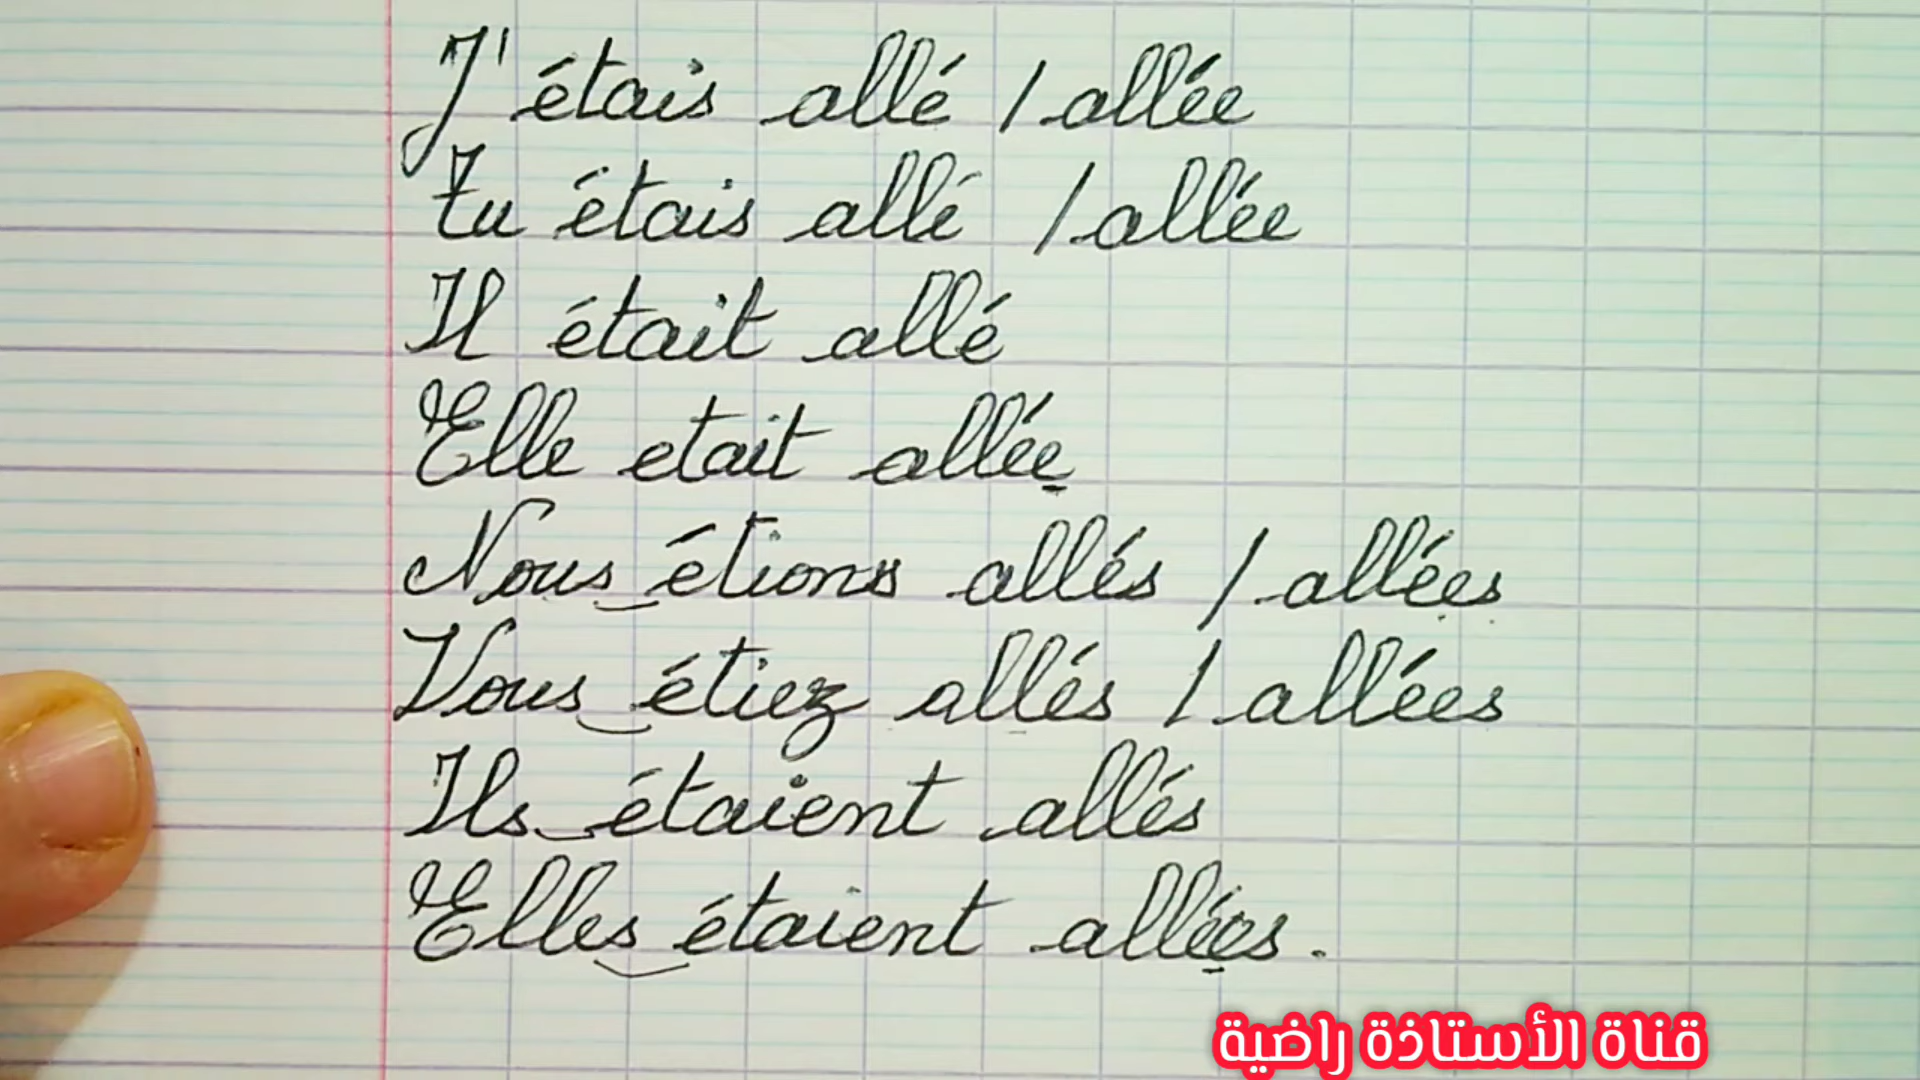 J'étais allé / allée
tu étais allé / allée
Il était allé
Elle etait allée
Nous étions allés / allées
Vous étiez allés / allées
Ils étaient allés
Elles étaient allées.
قناة الأستاذة راضية